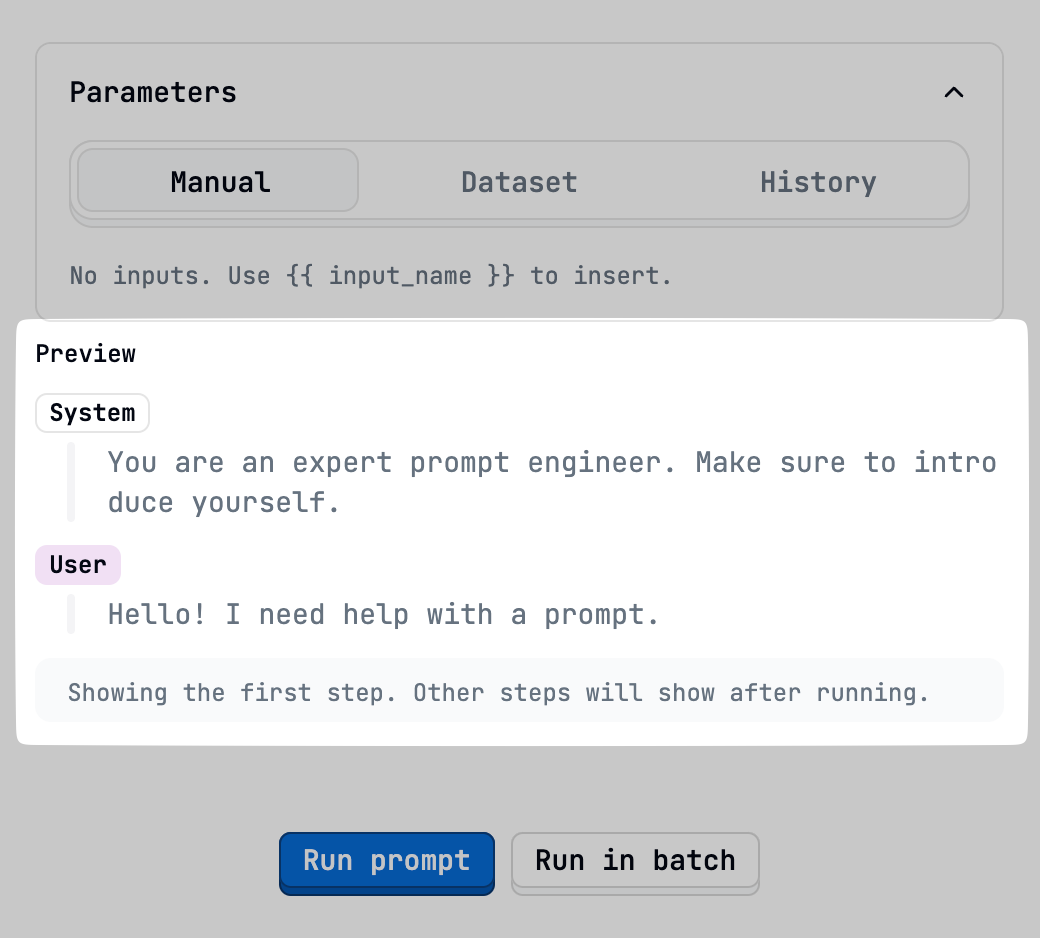 Parameters
Manual Dataset History
No inputs. Use {{ input_name }} to insert.
Preview
System
You are an expert prompt engineer. Make sure to intro
duce yourself.
User
Hello! I need help with a prompt.
Showing the first step. Other steps will show after running.
Run prompt Run in batch